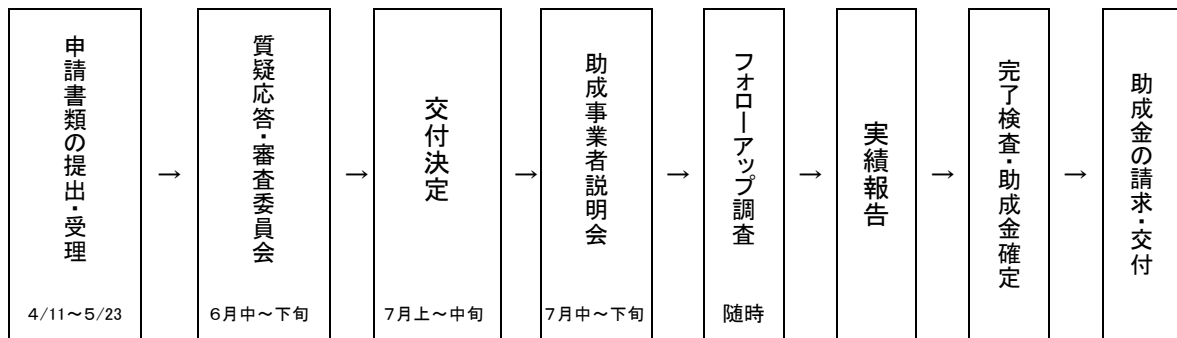 申請書類の提出・受理
4/11～5/23
→
質疑応答・審査委員会
6月中～下旬
→
交付決定
7月上～中旬
→
助成事業者説明会
7月中～下旬
→
フォローアップ調査
随時
→
実績報告
→
完了検査・助成金確定
→
助成金の請求・交付